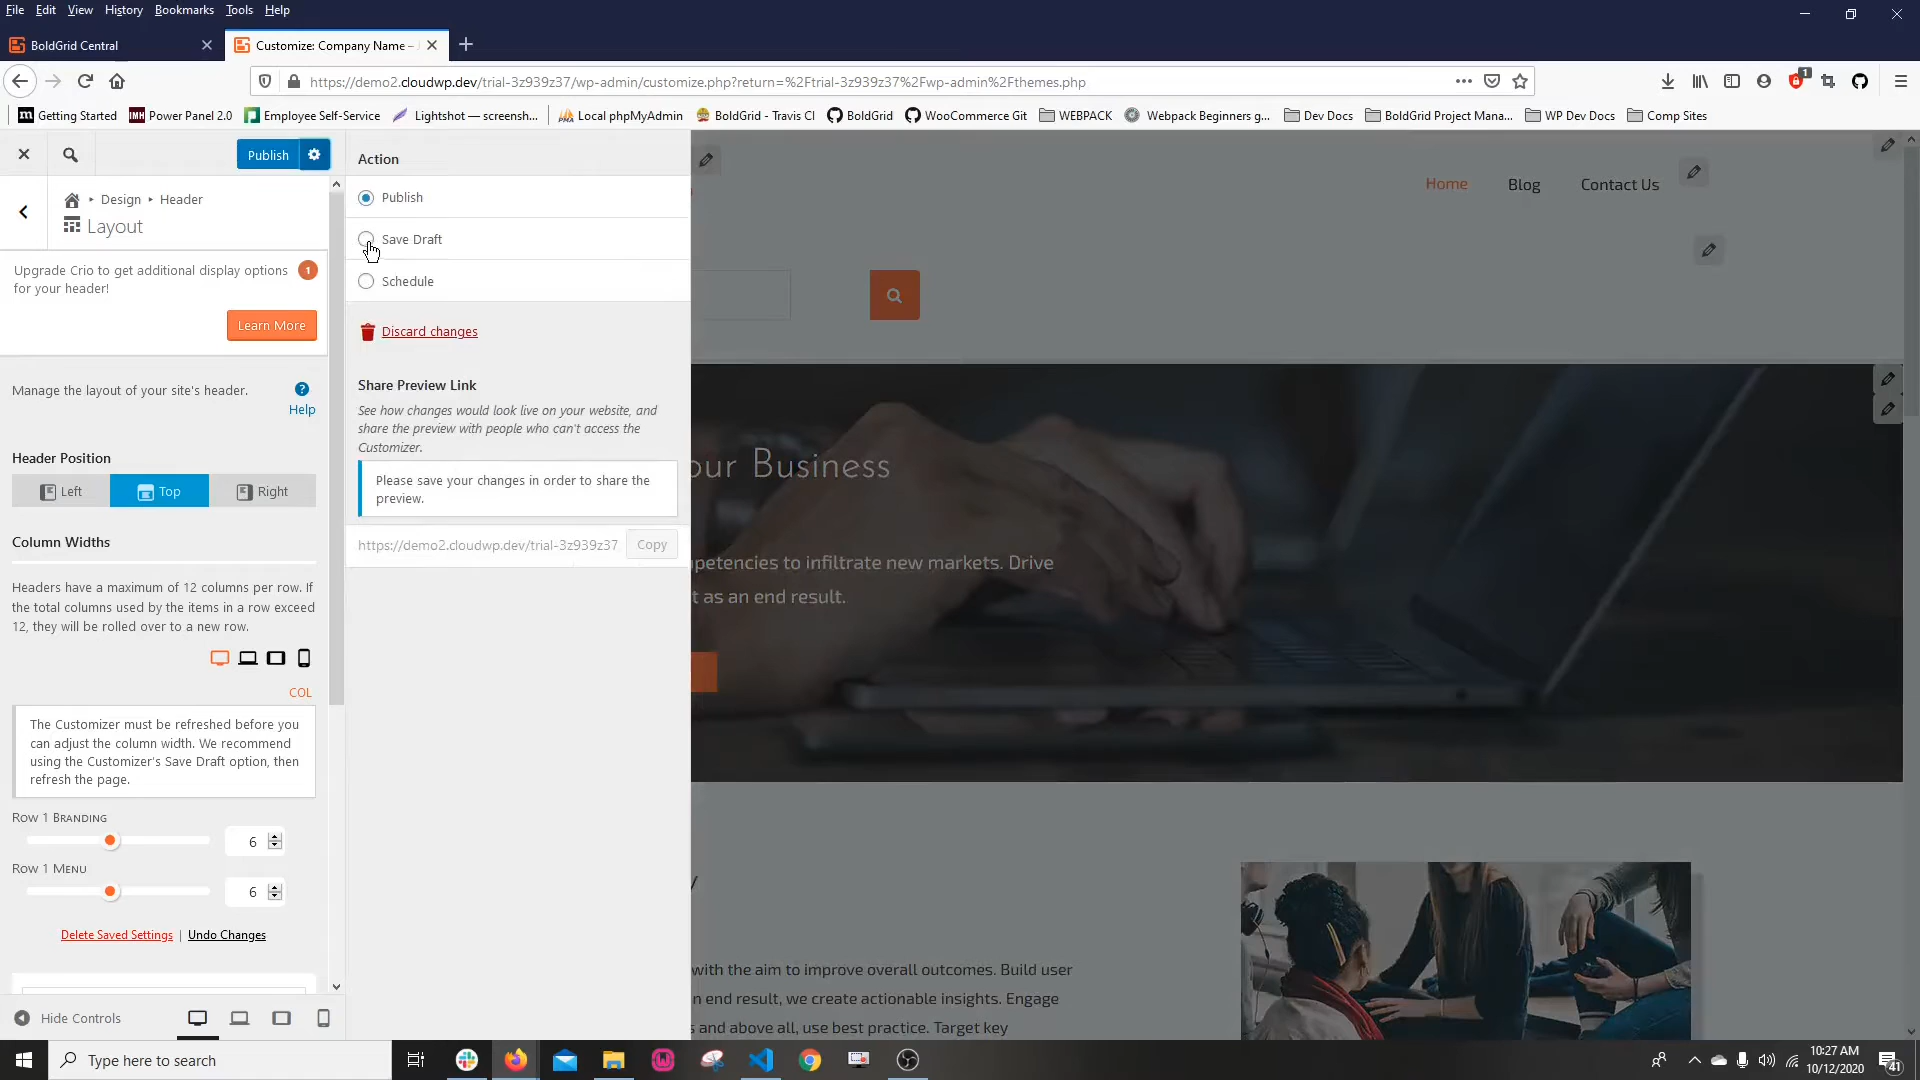 File Edit View History Bookmarks Tools Help
BoldGrid Central
Customize: Company Name –
https://demo2.cloudwp.dev/trial-3z939z37/wp-admin/customize.php?return=%2Ftrial-3z939z37%2Fwp-admin%2Fthemes.php
1
Getting Started
Power Panel 2.0
Employee Self-Service
Lightshot — screensh...
Local phpMyAdmin
BoldGrid - Travis CI
BoldGrid
WooCommerce Git
WEBPACK
Webpack Beginners g...
Dev Docs
BoldGrid Project Mana...
WP Dev Docs
Comp Sites
Publish
Design
Header
Layout
Upgrade Crio to get additional display options
for your header!
1
Learn More
Manage the layout of your site's header.
?
Help
Header Position
Left
Top
Right
Column Widths
Headers have a maximum of 12 columns per row. If
the total columns used by the items in a row exceed
12, they will be rolled over to a new row.
COL
The Customizer must be refreshed before you
can adjust the column width. We recommend
using the Customizer's Save Draft option, then
refresh the page.
Row 1 Branding
6
Row 1 Menu
6
Delete Saved Settings | Undo Changes
Hide Controls
Action
Publish
Save Draft
Schedule
Discard changes
Share Preview Link
See how changes would look live on your website, and
share the preview with people who can't access the
Customizer.
Please save your changes in order to share the
preview.
https://demo2.cloudwp.dev/trial-3z939z37
Copy
Home
Blog
Contact Us
our Business
petencies to infiltrate new markets. Drive
t as an end result.
with the aim to improve overall outcomes. Build user
n end result, we create actionable insights. Engage
s and above all, use best practice. Target key
Type here to search
10:27 AM
10/12/2020
41